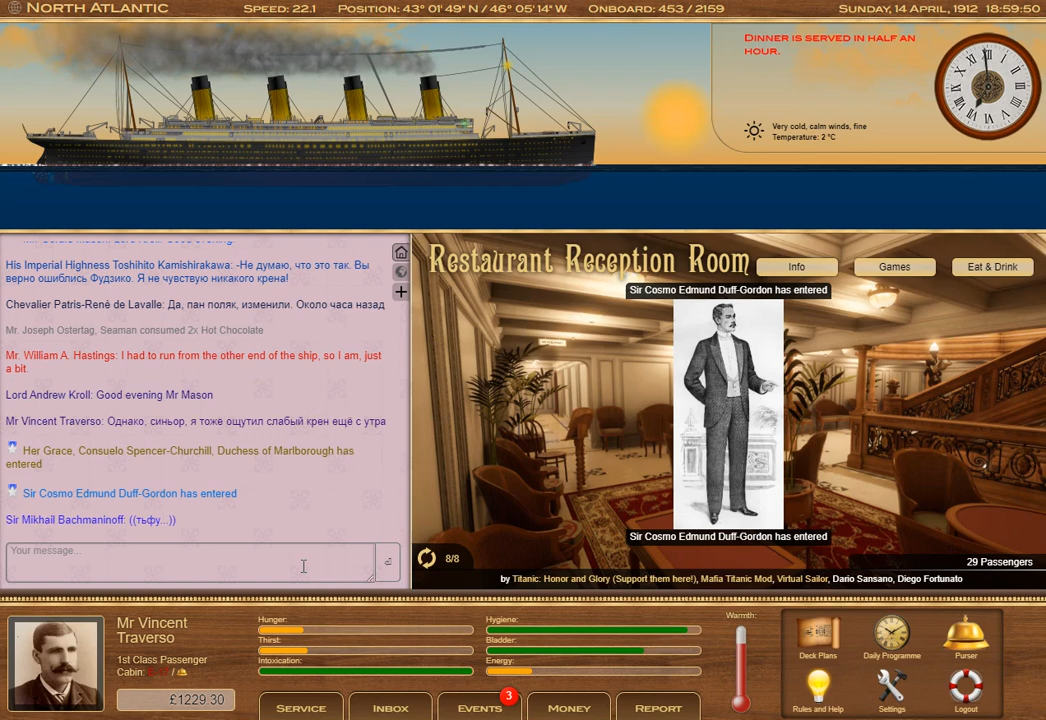 North Atlantic
Speed: 22.1
Position: 43° 01' 49" N / 46° 05' 14" W
Onboard: 453 / 2159
Sunday, 14 April, 1912 18:59:50
Dinner is served in half an
hour.
Very cold, calm winds, fine
Temperature: 2 °C
His Imperial Highness Toshihito Kamishirakawa: -Не думаю, что это так. Вы
верно ошиблись Фудзико. Я не чувствую никакого крена!
Chevalier Patris-Renè de Lavalle: Да, пан поляк, изменили. Около часа назад
Mr. Joseph Ostertag, Seaman consumed 2x Hot Chocolate
Mr. William A. Hastings: I had to run from the other end of the ship, so I am, just
a bit.
Lord Andrew Kroll: Good evening Mr Mason
Mr Vincent Traverso: Однако, синьор, я тоже ощутил слабый крен ещё с утра
Her Grace, Consuelo Spencer-Churchill, Duchess of Marlborough has
entered
Sir Cosmo Edmund Duff-Gordon has entered
Sir Mikhail Bachmaninoff: ((тьфу...))
Your message...
Restaurant Reception Room
Info
Games
Eat & Drink
Sir Cosmo Edmund Duff-Gordon has entered
Sir Cosmo Edmund Duff-Gordon has entered
8/8
29 Passengers
by Titanic: Honor and Glory (Support them here!), Mafia Titanic Mod, Virtual Sailor, Dario Sansano, Diego Fortunato
Mr Vincent
Traverso
1st Class Passenger
Cabin:
£1229.30
Hunger:
Thirst:
Intoxication:
Hygiene:
Bladder:
Energy:
Warmth:
Service
Inbox
Events
3
Money
Report
Deck Plans
Daily Programme
Purser
Rules and Help
Settings
Logout